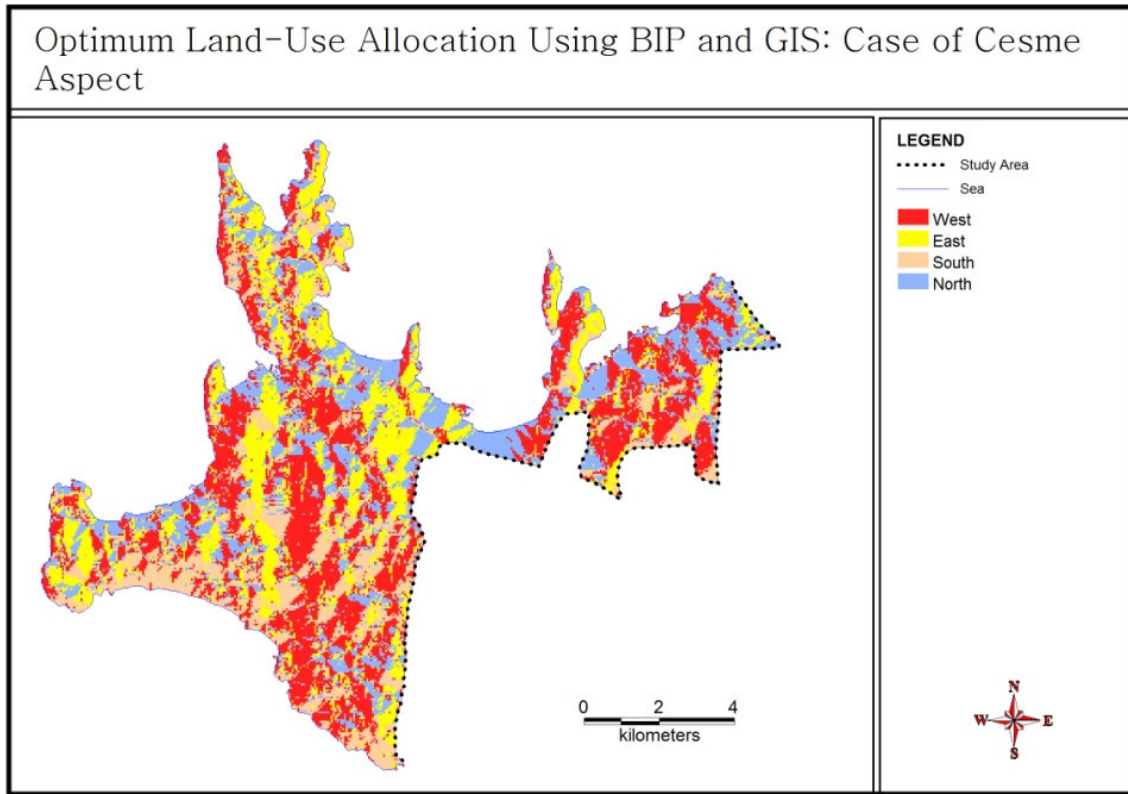 Optimum Land-Use Allocation Using BIP and GIS: Case of Cesme
Aspect
LEGEND
Study Area
Sea
West
East
South
North
0 2 4
kilometers
N
W E
S